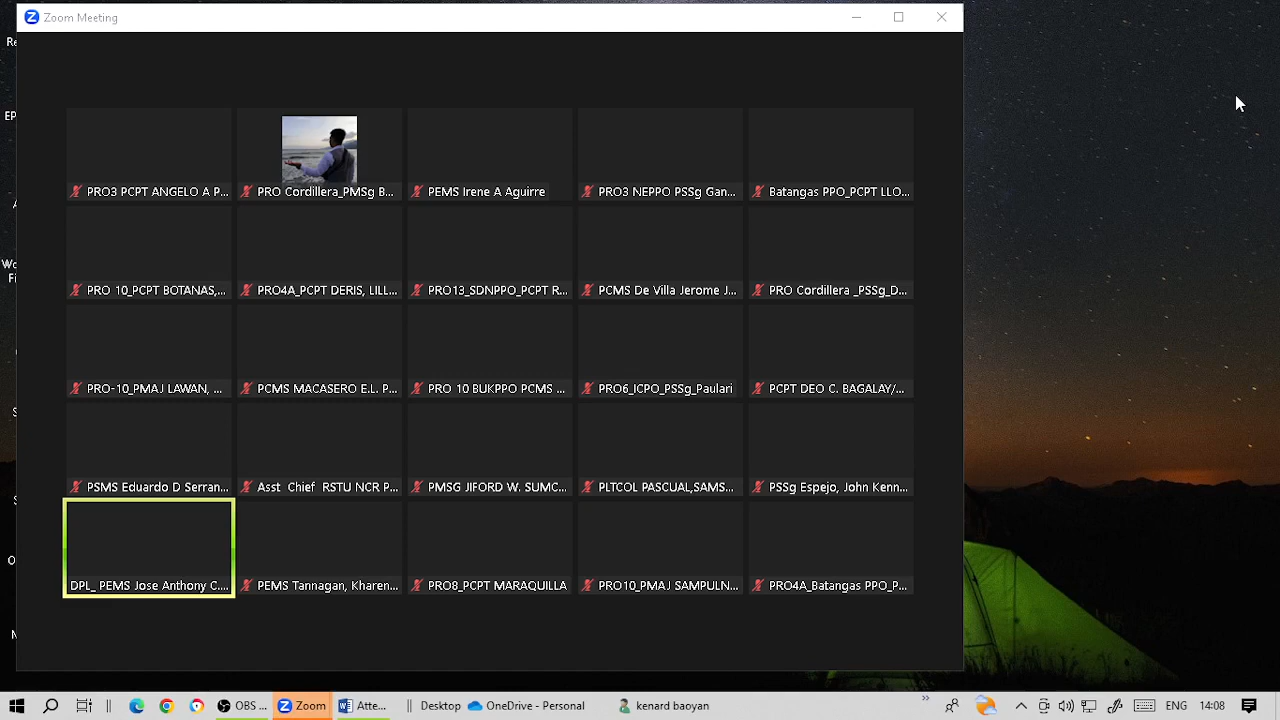 Zoom Meeting
PRO3 PCPT ANGELO A P...
PRO Cordillera_PMSg B...
PEMS Irene A Aguirre
PRO3 NEPPO PSSg Gan...
Batangas PPO_PCPT LLO...
PRO 10_PCPT BOTANAS,...
PRO4A_PCPT DERIS, LILL...
PRO13_SDNPPO_PCPT R...
PCMS De Villa Jerome J...
PRO Cordillera _PSSg_D...
PRO-10_PMAJ LAWAN, ...
PCMS MACASERO E.L. P...
PRO 10 BUKPPO PCMS ...
PRO6_ICPO_PSSg_Paulari
PCPT DEO C. BAGALAY/...
PSMS Eduardo D Serran...
Asst Chief RSTU NCR P...
PMSG JIFORD W. SUMC...
PLTCOL PASCUAL,SAMS...
PSSg Espejo, John Kenn...
DPL_ PEMS Jose Anthony C....
PEMS Tannagan, Kharen...
PRO8_PCPT MARAQUILLA
PRO10_PMAJ SAMPULN...
PRO4A_Batangas PPO_P...
OBS ...
Zoom
Atte...
Desktop
OneDrive - Personal
kenard baoyan
ENG
14:08